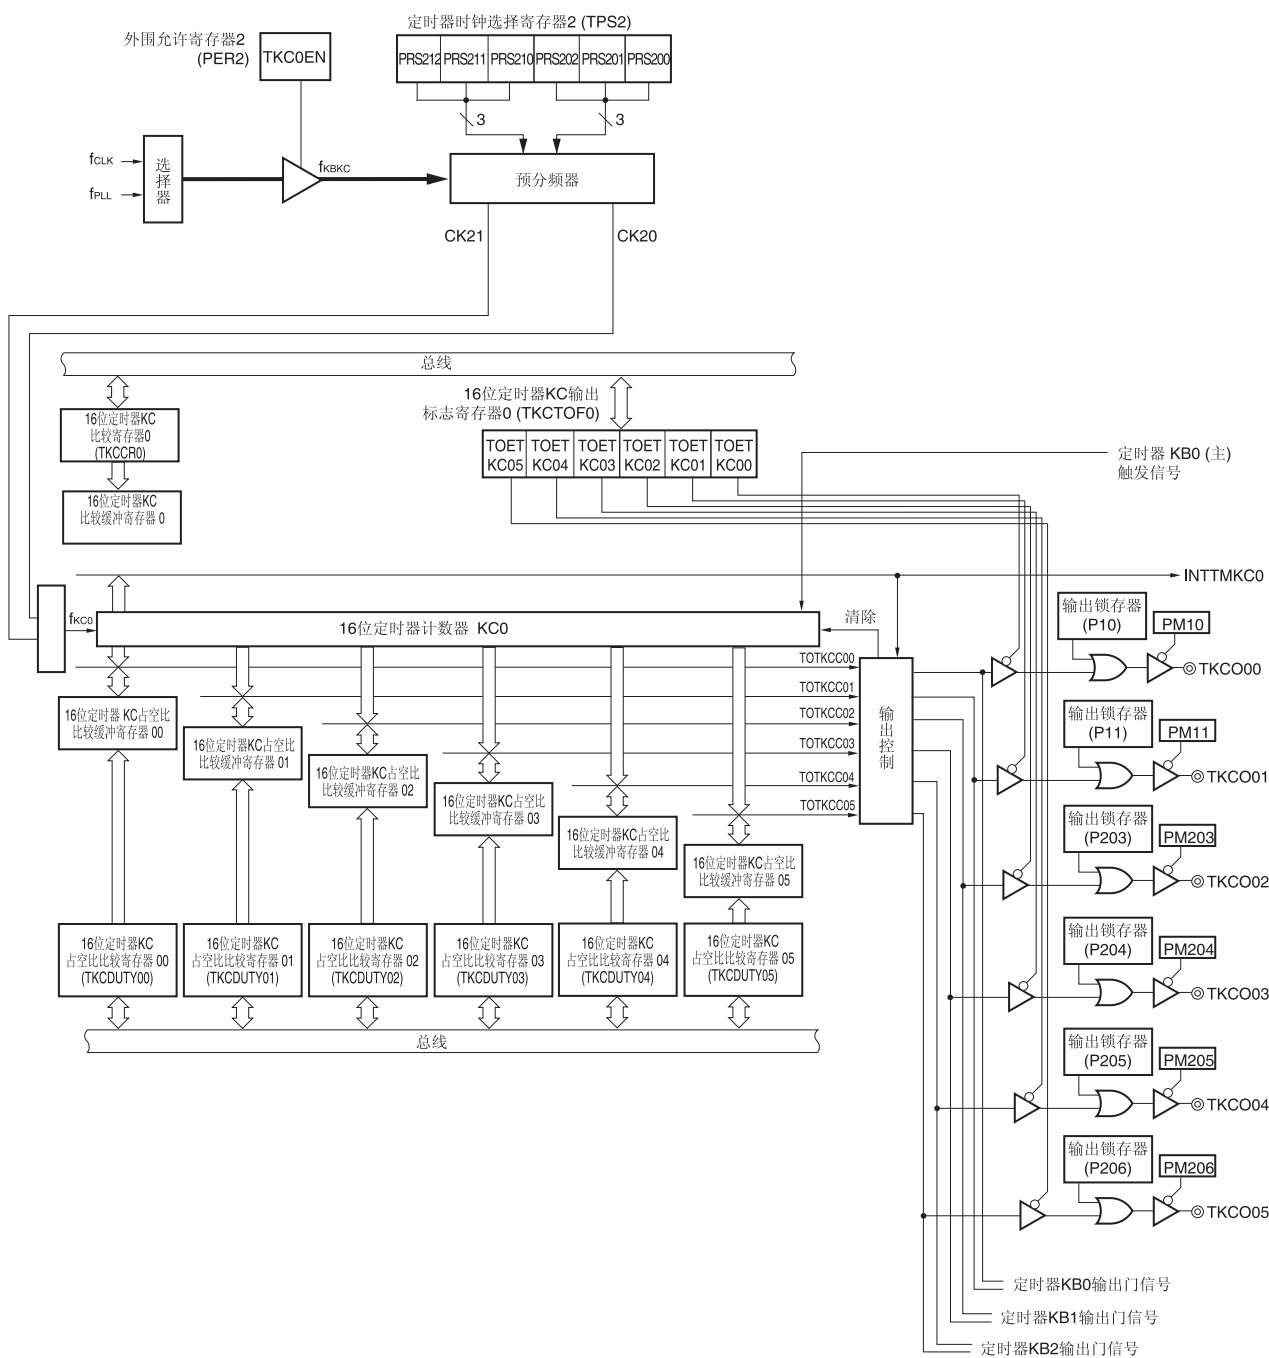 定时器时钟选择寄存器2 (TPS2)
外围允许寄存器2
(PER2)
TKC0EN
PRS212 PRS211 PRS210 PRS202 PRS201 PRS200
3 3
fCLK
fPLL
选择器
fKBKC
预分频器
CK21 CK20
总线
16位定时器KC
比较寄存器0
(TKCCR0)
16位定时器KC
比较缓冲寄存器 0
16位定时器KC输出
标志寄存器0 (TKCTOF0)
TOET TOET TOET TOET TOET TOET
KC05 KC04 KC03 KC02 KC01 KC00
定时器 KB0 (主)
触发信号
INTTMKC0
fKC0
16位定时器计数器 KC0
清除
输出控制
TOTKCC00
TOTKCC01
TOTKCC02
TOTKCC03
TOTKCC04
TOTKCC05
16位定时器 KC占空比
比较缓冲寄存器 00
16位定时器KC占空比
比较缓冲寄存器 01
16位定时器KC占空比
比较缓冲寄存器 02
16位定时器KC占空比
比较缓冲寄存器 03
16位定时器KC占空比
比较缓冲寄存器 04
16位定时器KC占空比
比较缓冲寄存器 05
16位定时器KC
占空比比较寄存器 00
(TKCDUTY00)
16位定时器KC
占空比比较寄存器 01
(TKCDUTY01)
16位定时器KC
占空比比较寄存器 02
(TKCDUTY02)
16位定时器KC
占空比比较寄存器 03
(TKCDUTY03)
16位定时器KC
占空比比较寄存器 04
(TKCDUTY04)
16位定时器KC
占空比比较寄存器 05
(TKCDUTY05)
总线
输出锁存器
(P10)
PM10
TKCO00
输出锁存器
(P11)
PM11
TKCO01
输出锁存器
(P203)
PM203
TKCO02
输出锁存器
(P204)
PM204
TKCO03
输出锁存器
(P205)
PM205
TKCO04
输出锁存器
(P206)
PM206
TKCO05
定时器KB0输出门信号
定时器KB1输出门信号
定时器KB2输出门信号